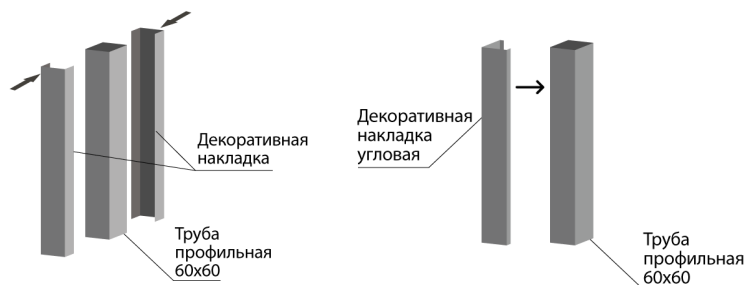 Декоративная
накладка
Труба
профильная
60х60
Декоративная
накладка
угловая
Труба
профильная
60х60